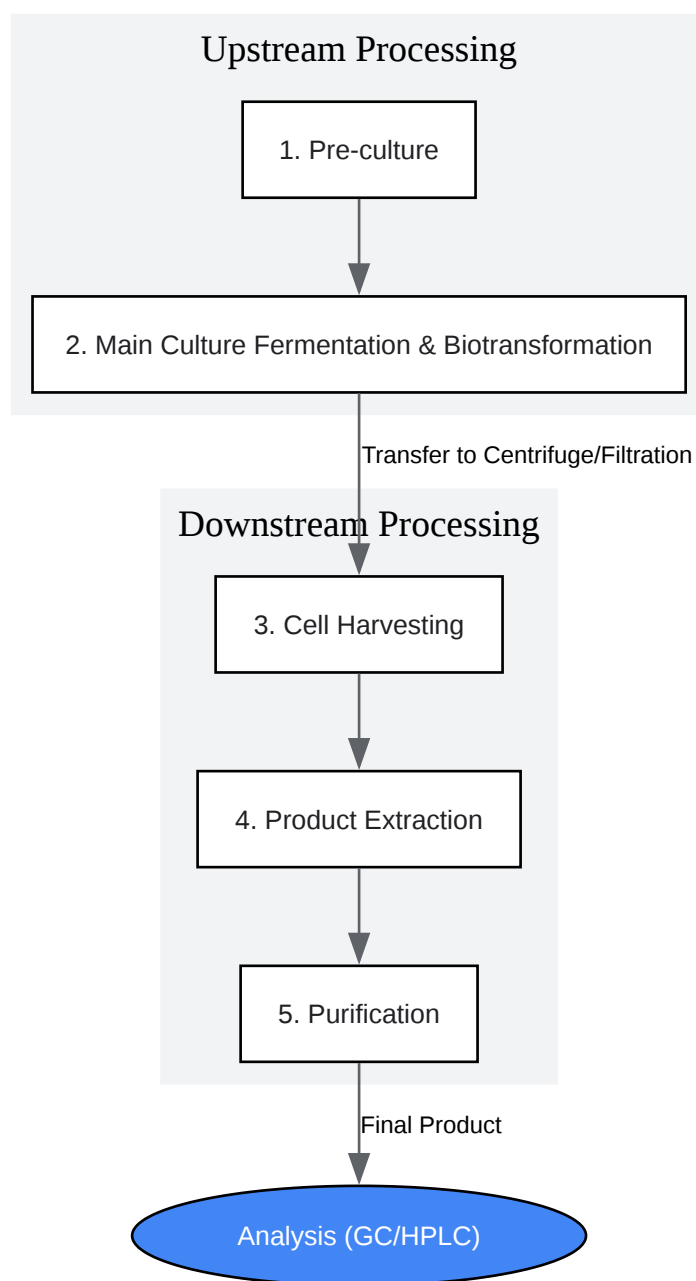 Upstream Processing
1. Pre-culture
2. Main Culture Fermentation & Biotransformation
Transfer to Centrifuge/Filtration
Downstream Processing
3. Cell Harvesting
4. Product Extraction
5. Purification
Final Product
Analysis (GC/HPLC)